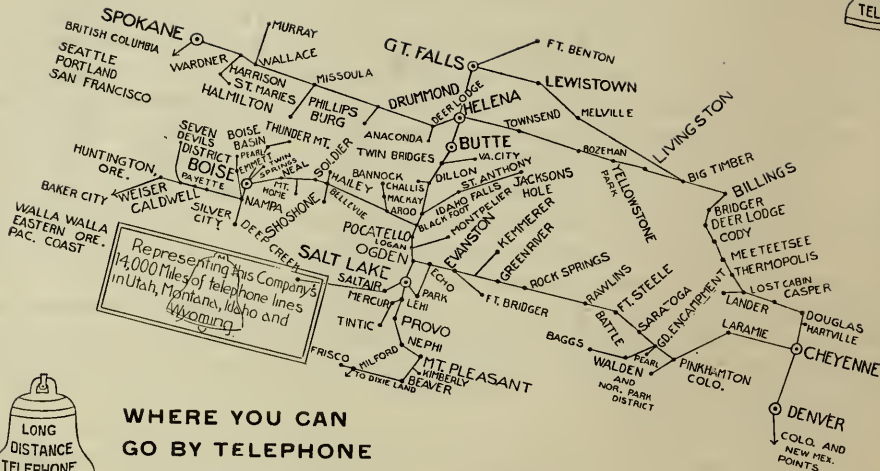 TEL
SPOKANE
BRITISH COLUMBIA
SEATTLE
PORTLAND
SAN FRANCISCO
MURRAY
WARDNER
WALLACE
HARRISON
ST. MARIES
HALMILTON
MISSOULA
PHILLIPS
BURG
DRUMMOND
DEER LODGE
ANACONDA
GT. FALLS
FT. BENTON
LEWISTOWN
MELVILLE
HELENA
TOWNSEND
BOZEMAN
LIVINGSTON
BIG TIMBER
BILLINGS
YELLOWSTONE
PARK
BRIDGER
DEER LODGE
CODY
MEETEETSEE
THERMOPOLIS
LOST CABIN
CASPER
LANDER
DOUGLAS
HARTVILLE
BUTTE
TWIN BRIDGES
VA. CITY
DILLON
BANNOCK
CHALLIS
MACKAY
ARCO
ST. ANTHONY
IDAHO FALLS
BLACK FOOT
JACKSONS
HOLE
MONTPELIER
SEVEN
DEVILS
DISTRICT
BOISE
BASIN
THUNDER MT.
PEARL
EMMETT
TWIN
SPRINGS
NEAL
SOLDIER
HAILEY
BELLEVUE
HUNTINGTON,
ORE.
BAKER CITY
WEISER
CALDWELL
PAYETTE
BOISE
MT.
HOME
NAMPA
SHOSHONE
SILVER
CITY
DEEP CREEK
WALLA WALLA
EASTERN ORE.
PAC. COAST
POCATELLO
LOGAN
OGDEN
EVANSTON
KEMMERER
GREENRIVER
ROCK SPRINGS
RAWLINS
FT. STEELE
SARATOGA
GD. ENCAMPMENT
BATTLE
BAGGS
WALDEN
AND
NOR. PARK
DISTRICT
PEARL
PINKHAMTON
COLO.
LARAMIE
CHEYENNE
DENVER
COLO. AND
NEW MEX.
POINTS
SALT LAKE
SALTAIR
ECHO
PARK
LEHI
FT. BRIDGER
MERCUR
TINTIC
PROVO
NEPHI
MT. PLEASANT
KIMBERLY
BEAVER
MILFORD
FRISCO
TO DIXIE LAND
Representing this Company's
14,000 Miles of telephone lines
in Utah, Montana, Idaho and
Wyoming.
WHERE YOU CAN
GO BY TELEPHONE
LONG
DISTANCE
TELEPHONE